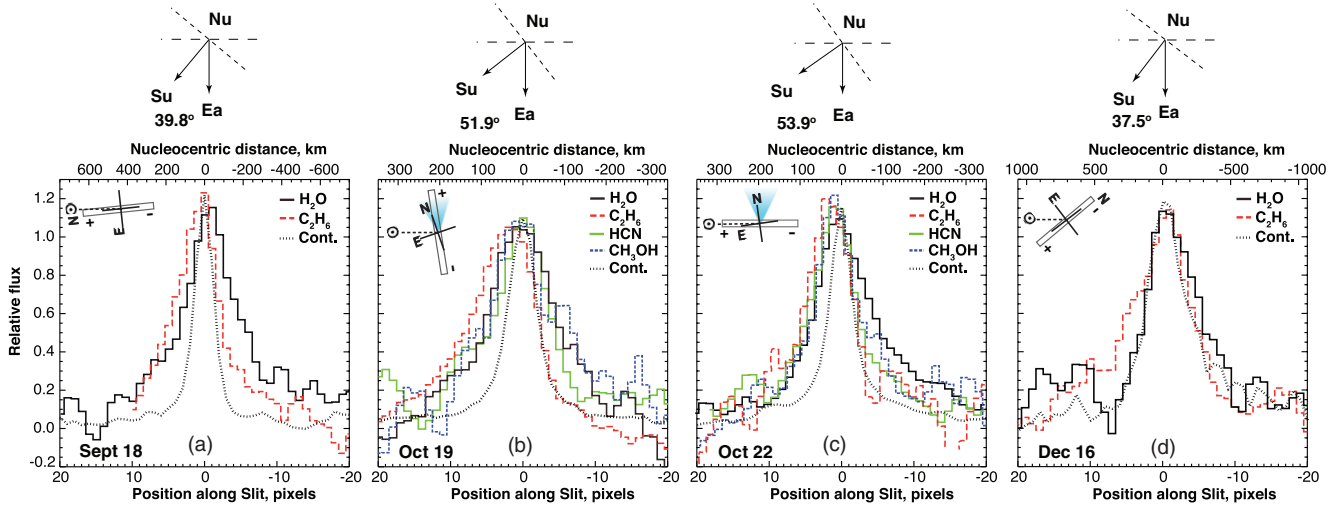 Nu
Su
Ea
39.8º
Nucleocentric distance, km
600 400 200 0 -200 -400 -600
Relative flux
1.2
1.0
0.8
0.6
0.4
0.2
0.0
-0.2
N
+
-
E
H₂O
C₂H₆
Cont.
Sept 18
(a)
20 10 0 -10 -20
Position along Slit, pixels
Nu
Su
Ea
51.9º
Nucleocentric distance, km
300 200 100 0 -100 -200 -300
+
N
E
-
H₂O
C₂H₆
HCN
CH₃OH
Cont.
Oct 19
(b)
20 10 0 -10 -20
Position along Slit, pixels
Nu
Su
Ea
53.9º
Nucleocentric distance, km
300 200 100 0 -100 -200 -300
N
+ E -
H₂O
C₂H₆
HCN
CH₃OH
Cont.
Oct 22
(c)
20 10 0 -10 -20
Position along Slit, pixels
Nu
Su
Ea
37.5º
Nucleocentric distance, km
1000 500 0 -500 -1000
E
N
-
+
H₂O
C₂H₆
Cont.
Dec 16
(d)
20 10 0 -10 -20
Position along Slit, pixels